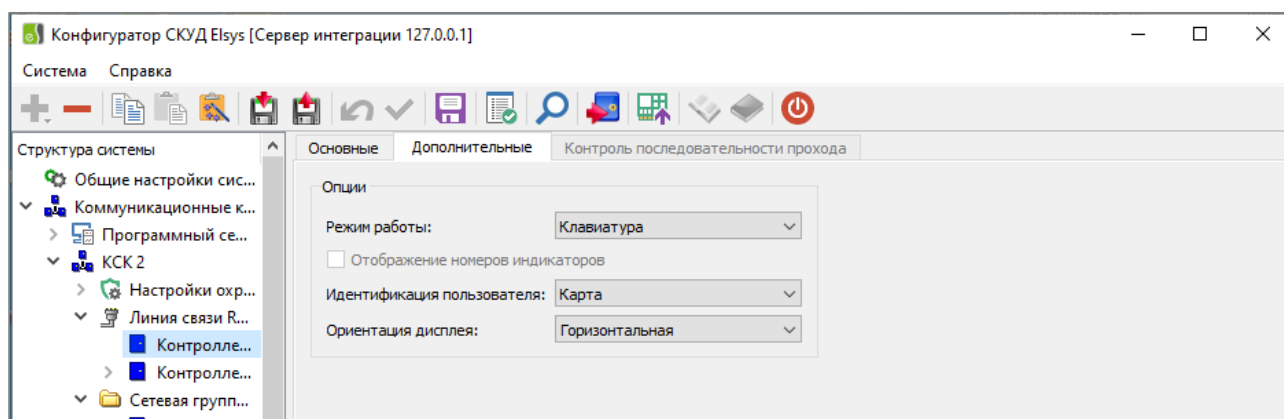 Конфигуратор СКУД Elsys [Сервер интеграции 127.0.0.1]
Система Справка
Структура системы
Общие настройки сис...
Коммуникационные к...
Программный се...
КСК 2
Настройки охр...
Линия связи R...
Контролле...
Контролле...
Сетевая групп...
Основные Дополнительные Контроль последовательности прохода
Опции
Режим работы: Клавиатура
Отображение номеров индикаторов
Идентификация пользователя: Карта
Ориентация дисплея: Горизонтальная